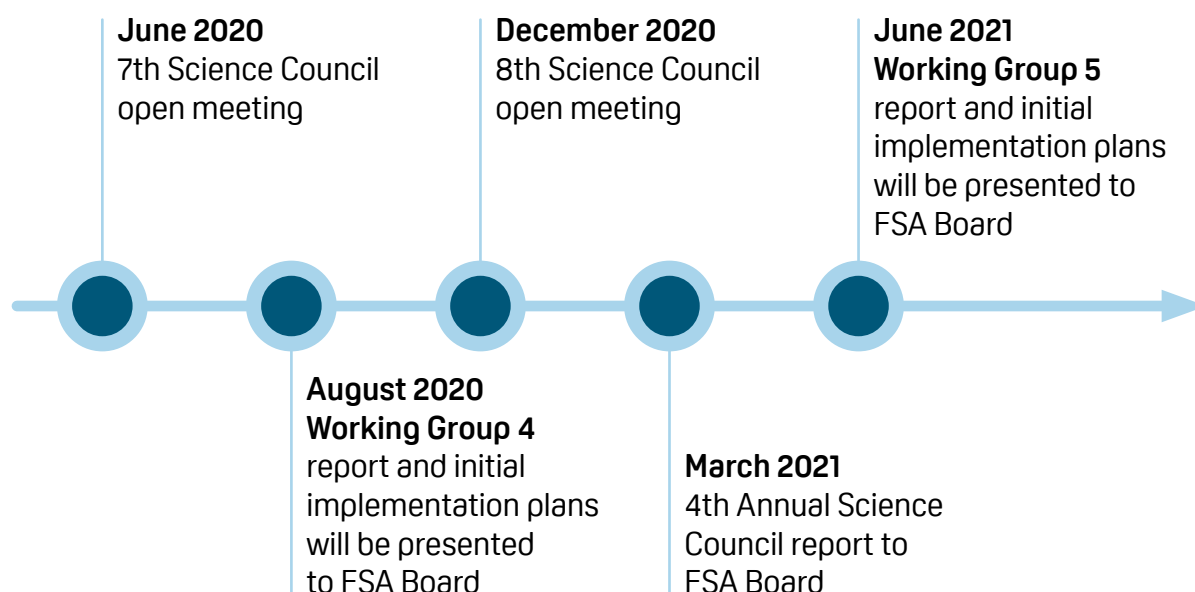 June 2020
7th Science Council
open meeting
August 2020
Working Group 4
report and initial
implementation plans
will be presented
to FSA Board
December 2020
8th Science Council
open meeting
March 2021
4th Annual Science
Council report to
FSA Board
June 2021
Working Group 5
report and initial
implementation plans
will be presented to
FSA Board